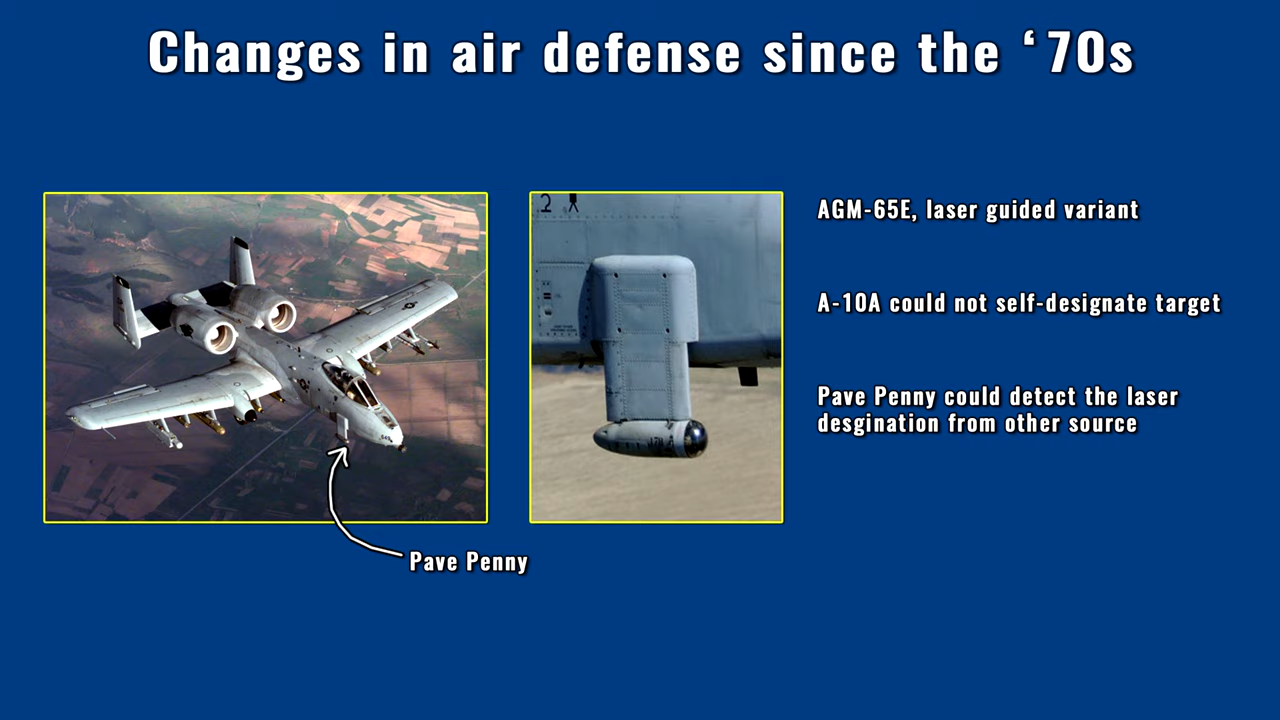 Changes in air defense since the ‘70s
AGM-65E, laser guided variant
A-10A could not self-designate target
Pave Penny could detect the laser
desgination from other source
Pave Penny